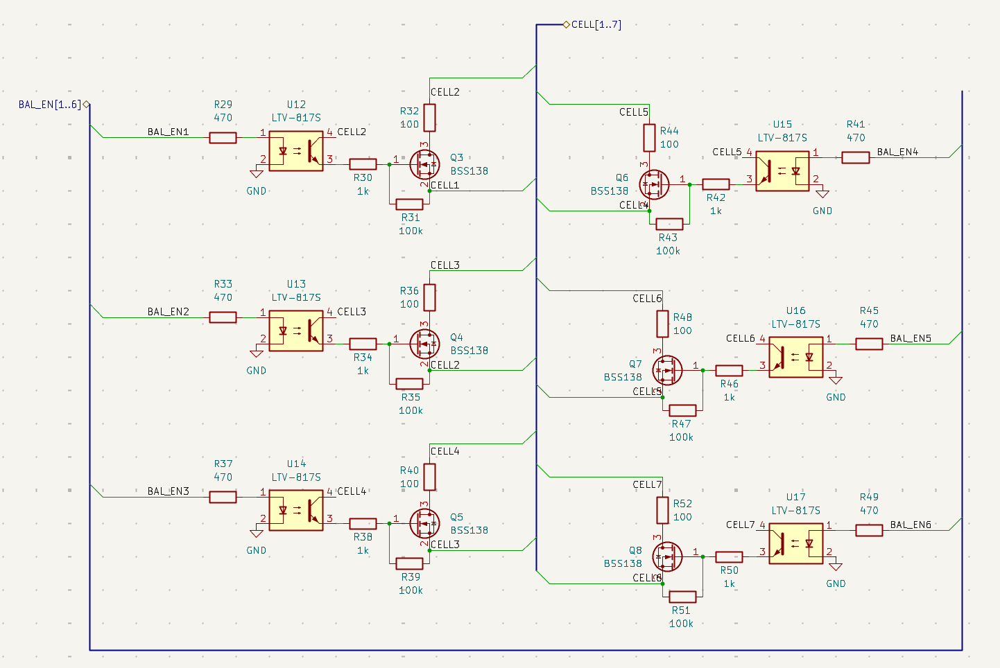 CELL[1..7]
BAL_EN[1..6]
R29
470
BAL_EN1
U12
LTV-817S
1
2
4
3
CELL2
GND
R30
1k
CELL2
R32
100
3
1
2
Q3
BSS138
CELL1
R31
100k
CELL5
R44
100
3
Q6
BSS138
1
CELL4
R43
100k
R42
1k
U15
LTV-817S
CELL5
4
3
1
2
R41
470
BAL_EN4
GND
R33
470
BAL_EN2
U13
LTV-817S
1
2
4
3
CELL3
GND
R34
1k
CELL3
R36
100
3
1
2
Q4
BSS138
CELL2
R35
100k
CELL6
R48
100
3
Q7
BSS138
1
CELL5
R47
100k
R46
1k
U16
LTV-817S
CELL6
4
3
1
2
R45
470
BAL_EN5
GND
R37
470
BAL_EN3
U14
LTV-817S
1
2
4
3
CELL4
GND
R38
1k
CELL4
R40
100
3
1
2
Q5
BSS138
CELL3
R39
100k
CELL7
R52
100
3
Q8
BSS138
1
CELL6
R51
100k
R50
1k
U17
LTV-817S
CELL7
4
3
1
2
R49
470
BAL_EN6
GND